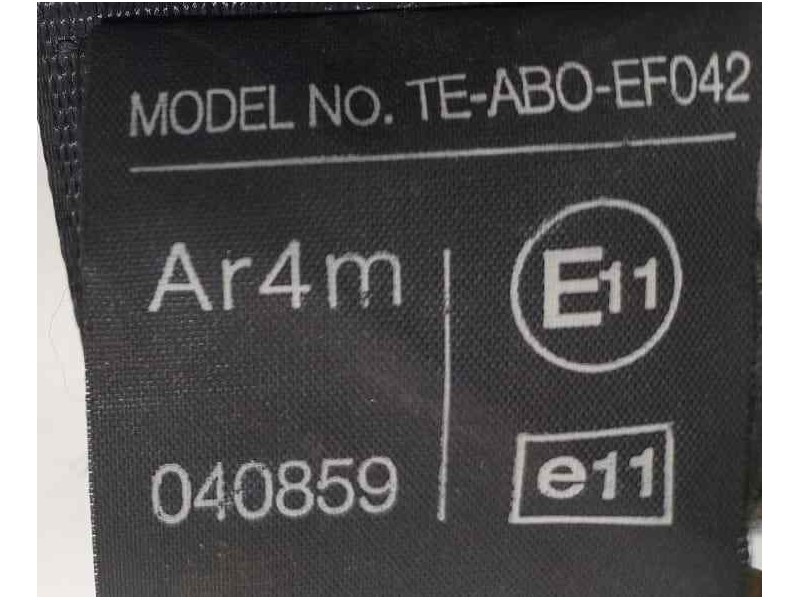 MODEL NO. TE-ABO-EF042
Ar4m
E11
040859
e11